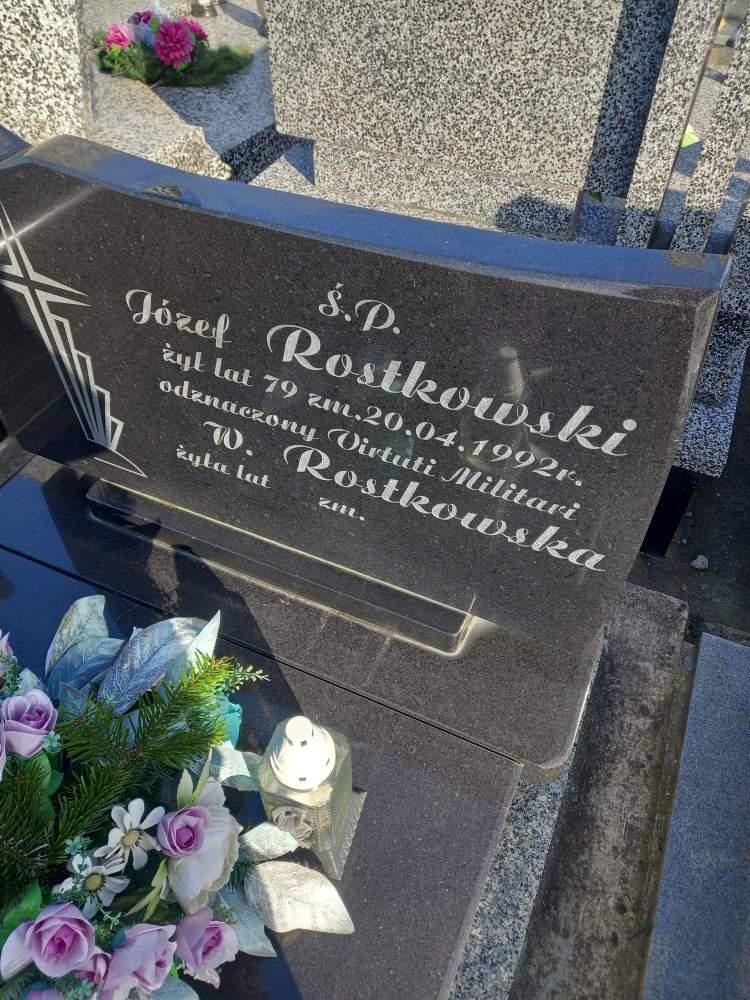 ś.P.
Józef Rostkowski
żył lat 79 zm.20.04.1992r.
odznaczony Virtuti Militari
W. Rostkowska
żyła lat zm.